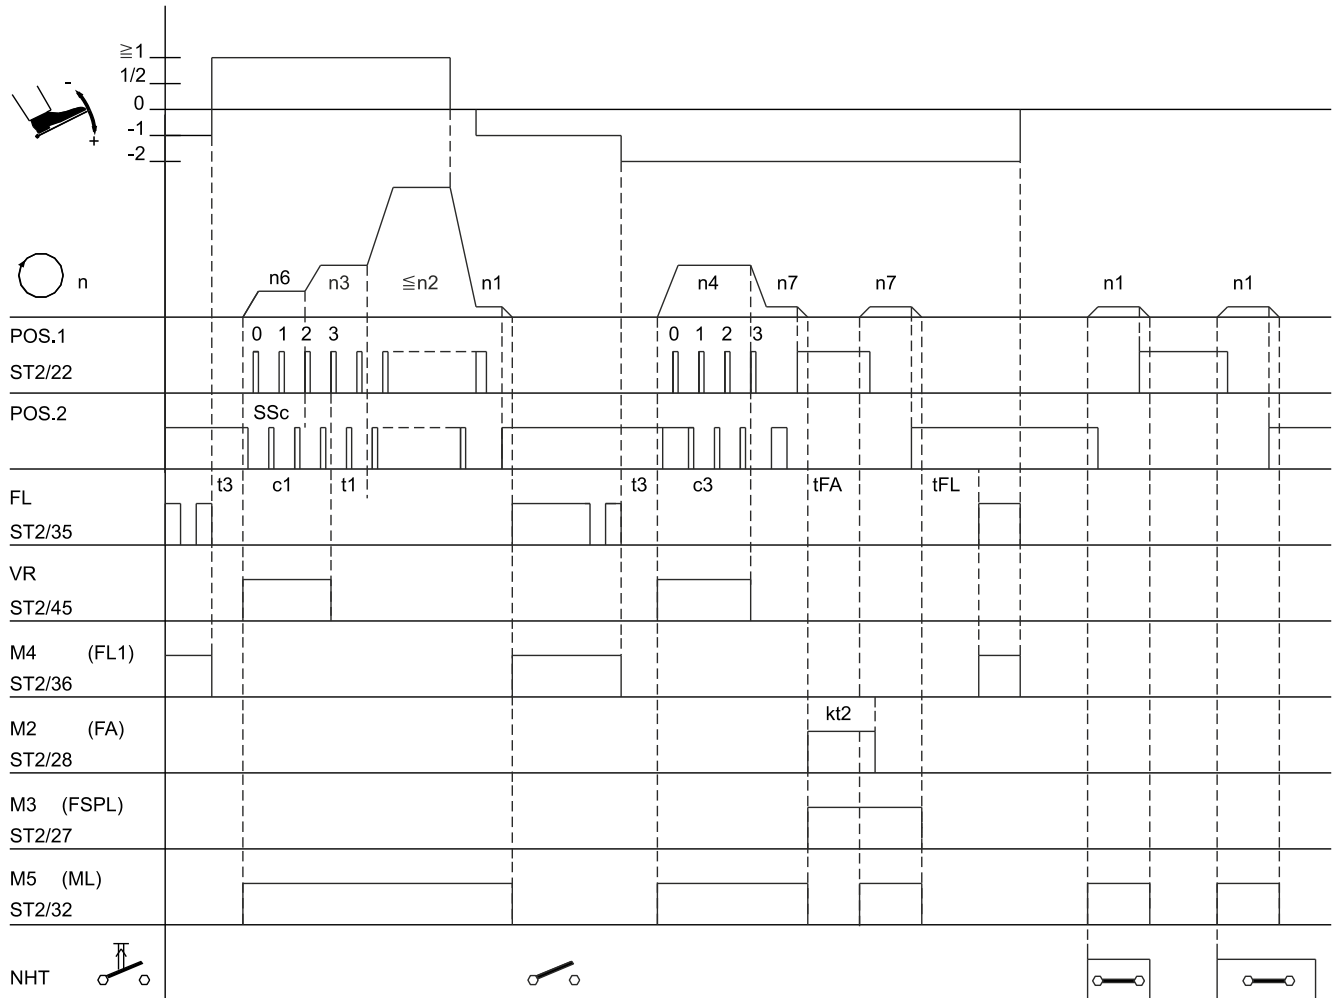 ≧1
1/2
0
-1
-2
-
+
n
n6
n3
≦n2
n1
n4
n7
n7
n1
n1
POS.1
0 1 2 3
0 1 2 3
ST2/22
POS.2
SSc
t3 c1 t1
t3 c3 tFA tFL
FL
ST2/35
VR
ST2/45
M4 (FL1)
ST2/36
M2 (FA)
kt2
ST2/28
M3 (FSPL)
ST2/27
M5 (ML)
ST2/32
NHT